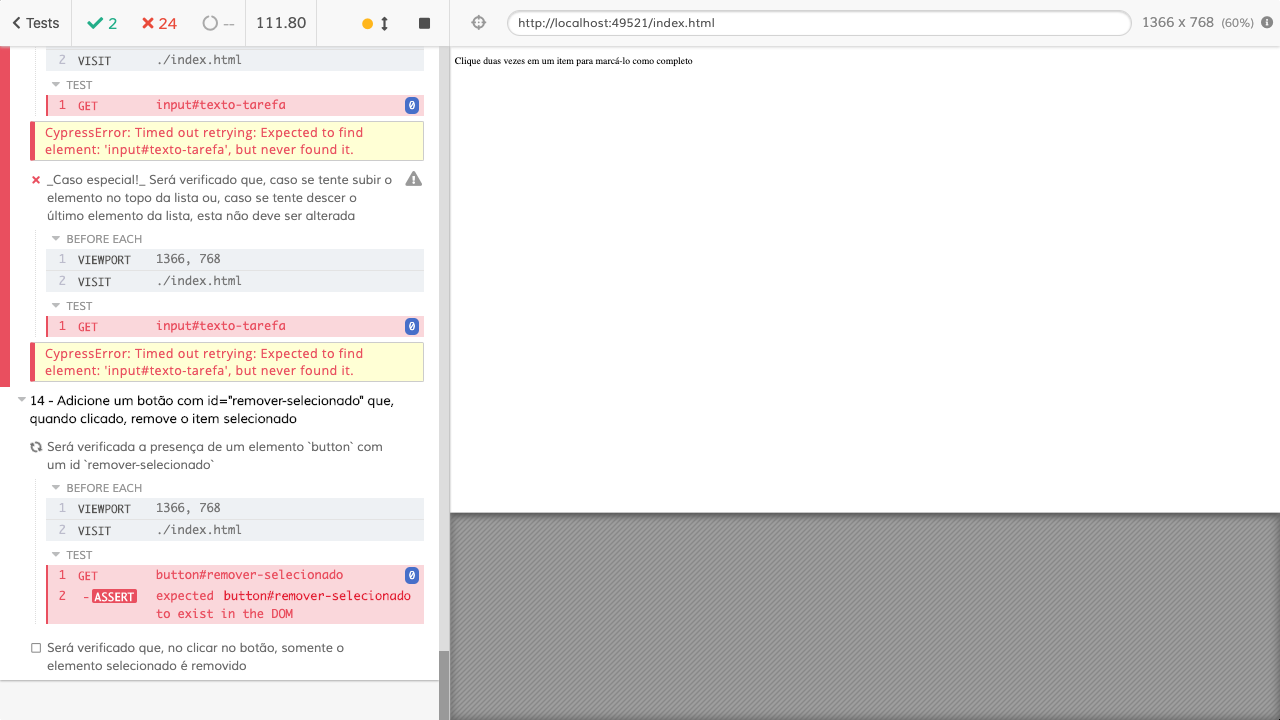 Tests 2 24 -- 111.80
http://localhost:49521/index.html 1366 x 768 (60%)
2 VISIT ./index.html
TEST
1 GET input#texto-tarefa 0
CypressError: Timed out retrying: Expected to find
element: 'input#texto-tarefa', but never found it.
_Caso especial!_ Será verificado que, caso se tente subir o
elemento no topo da lista ou, caso se tente descer o
último elemento da lista, esta não deve ser alterada
BEFORE EACH
1 VIEWPORT 1366, 768
2 VISIT ./index.html
TEST
1 GET input#texto-tarefa 0
CypressError: Timed out retrying: Expected to find
element: 'input#texto-tarefa', but never found it.
14 - Adicione um botão com id="remover-selecionado" que,
quando clicado, remove o item selecionado
Será verificada a presença de um elemento `button` com
um id `remover-selecionado`
BEFORE EACH
1 VIEWPORT 1366, 768
2 VISIT ./index.html
TEST
1 GET button#remover-selecionado 0
2 -ASSERT expected button#remover-selecionado
to exist in the DOM
Será verificado que, no clicar no botão, somente o
elemento selecionado é removido
Clique duas vezes em um item para marcá-lo como completo